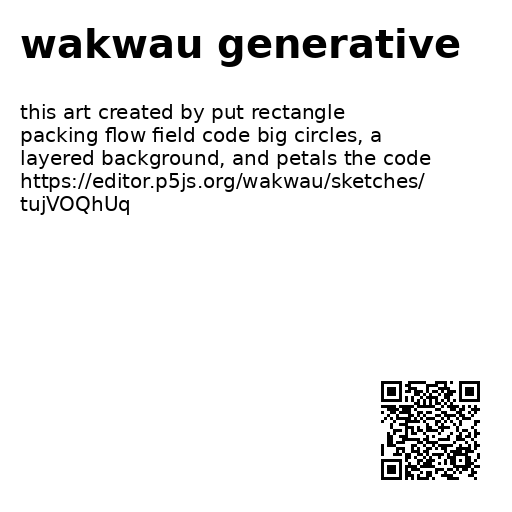 wakwau generative
this art created by put rectangle
packing flow field code big circles, a
layered background, and petals the code
https://editor.p5js.org/wakwau/sketches/
tujVOQhUq